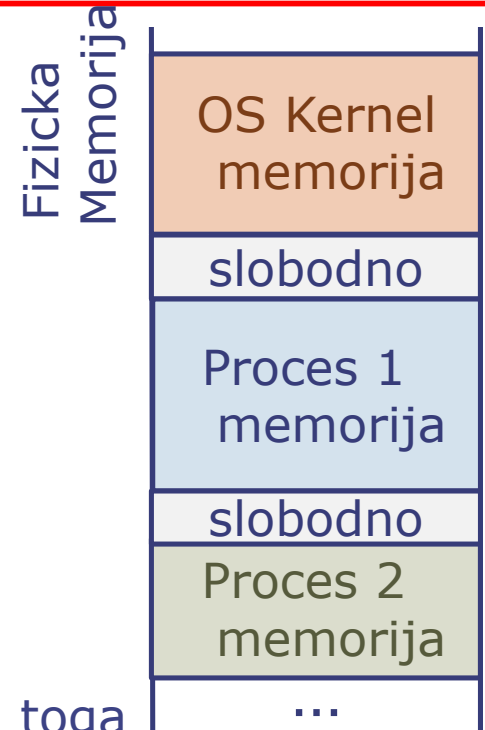 Fizicka
Memorija
OS Kernel
memorija
slobodno
Proces 1
memorija
slobodno
Proces 2
memorija
...
toga